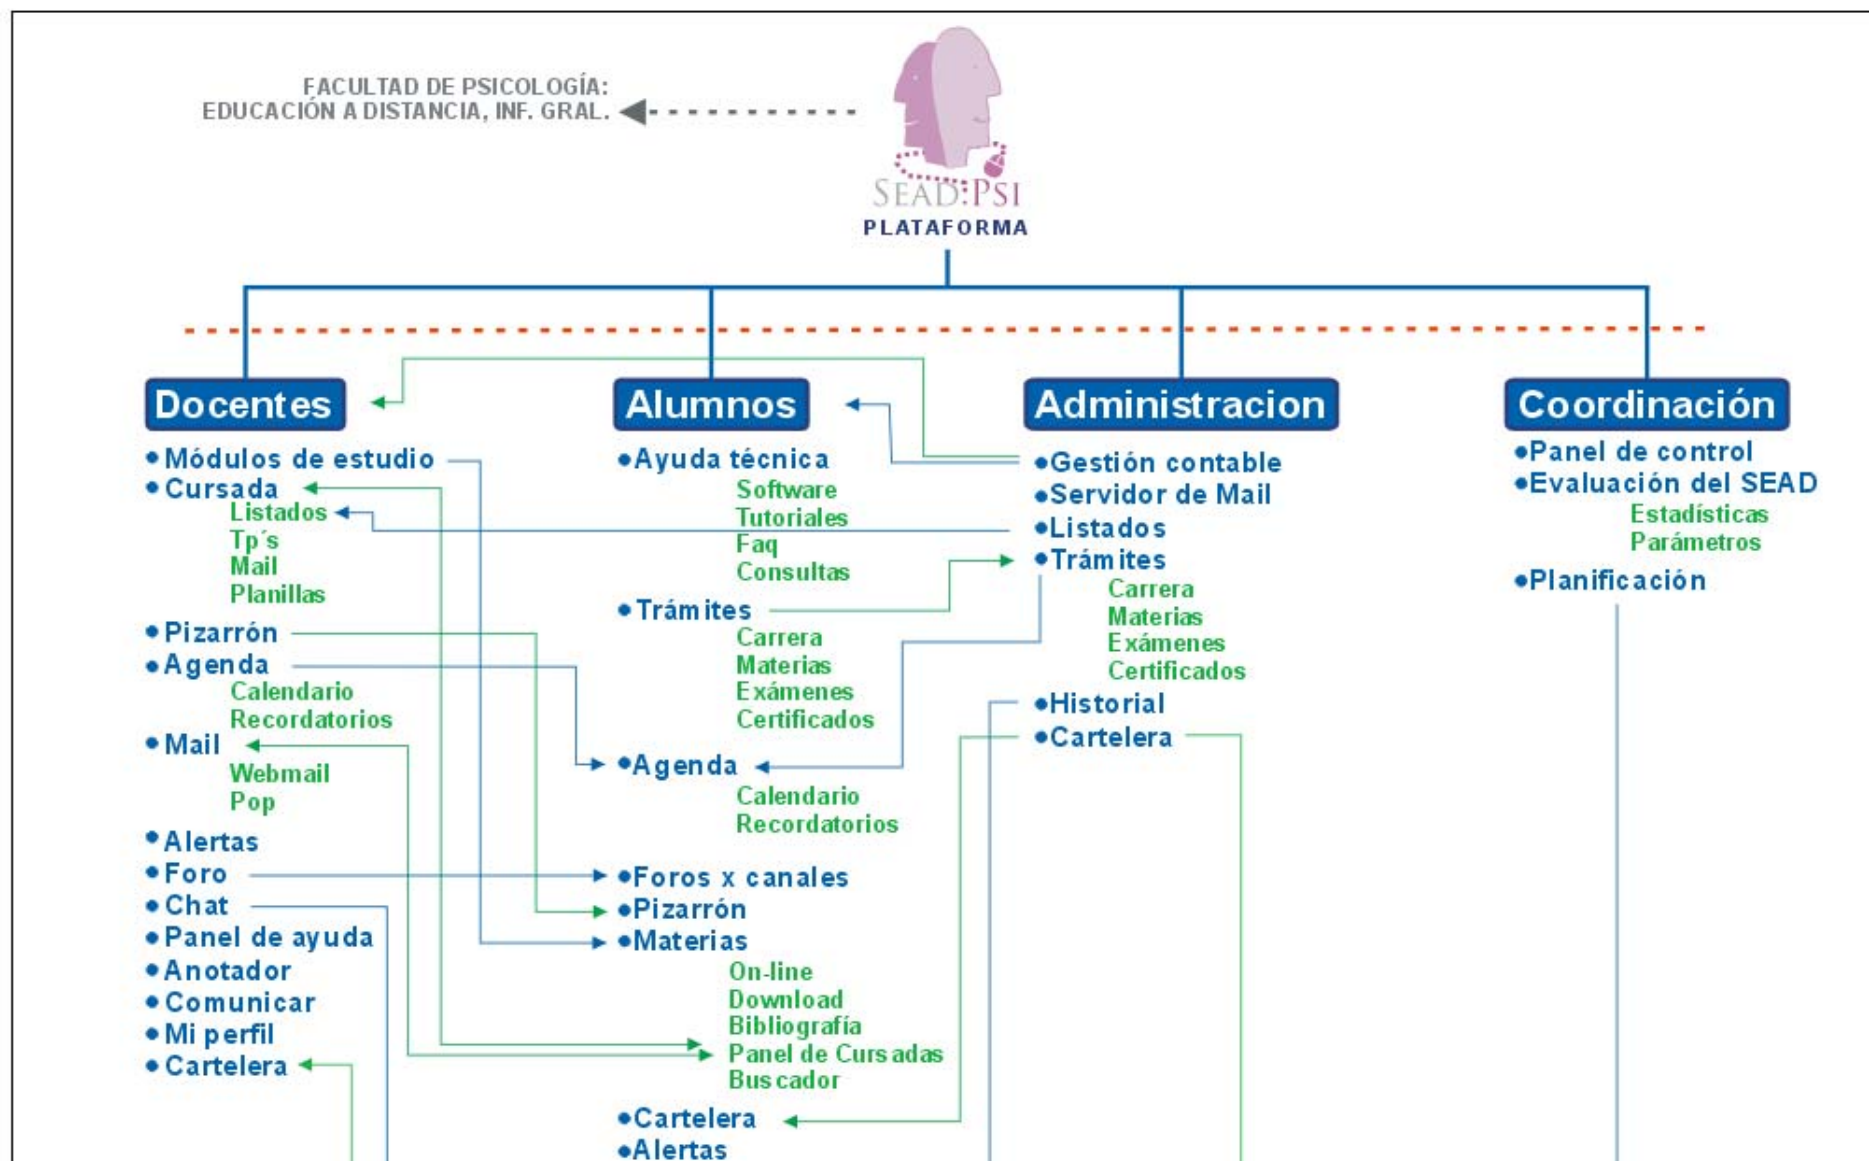 FACULTAD DE PSICOLOGÍA:
EDUCACIÓN A DISTANCIA, INF. GRAL.
SEAD:PSI
PLATAFORMA
Docentes
Módulos de estudio
Cursada
Listados
Tp´s
Mail
Planillas
Pizarrón
Agenda
Calendario
Recordatorios
Mail
Webmail
Pop
Alertas
Foro
Chat
Panel de ayuda
Anotador
Comunicar
Mi perfil
Cartelera
Alumnos
Ayuda técnica
Software
Tutoriales
Faq
Consultas
Trámites
Carrera
Materias
Exámenes
Certificados
Agenda
Calendario
Recordatorios
Foros x canales
Pizarrón
Materias
On-line
Download
Bibliografía
Panel de Cursadas
Buscador
Cartelera
Alertas
Administracion
Gestión contable
Servidor de Mail
Listados
Trámites
Carrera
Materias
Exámenes
Certificados
Historial
Cartelera
Coordinación
Panel de control
Evaluación del SEAD
Estadísticas
Parámetros
Planificación